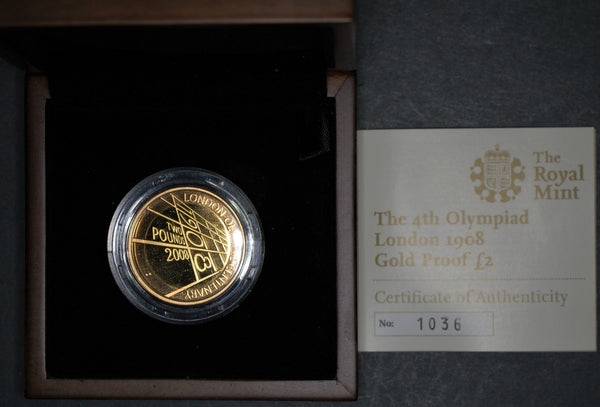 LONDON OL
CENTENARY
TWO
POUNDS
2008
The
Royal
Mint
The 4th Olympiad
London 1908
Gold Proof £2
Certificate of Authenticity
No: 1036